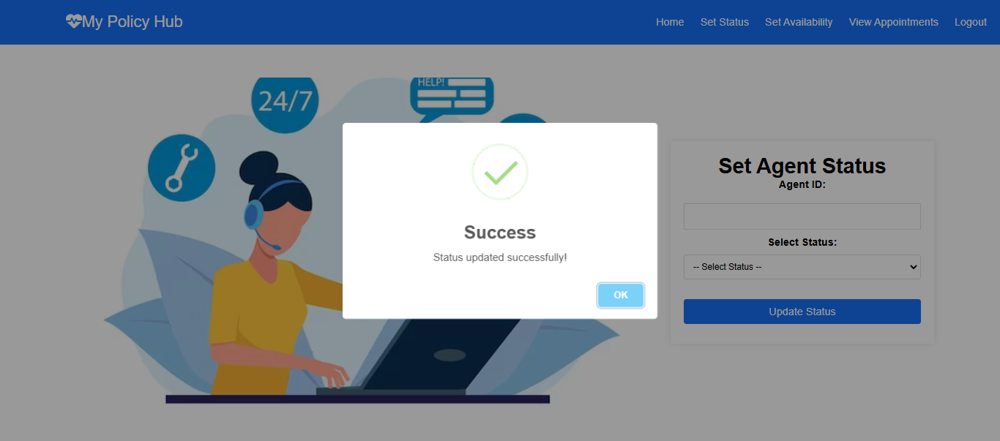 My Policy Hub
Home Set Status Set Availability View Appointments Logout
24/7
HELP!
Success
Status updated successfully!
OK
Set Agent Status
Agent ID:
Select Status:
-- Select Status --
Update Status